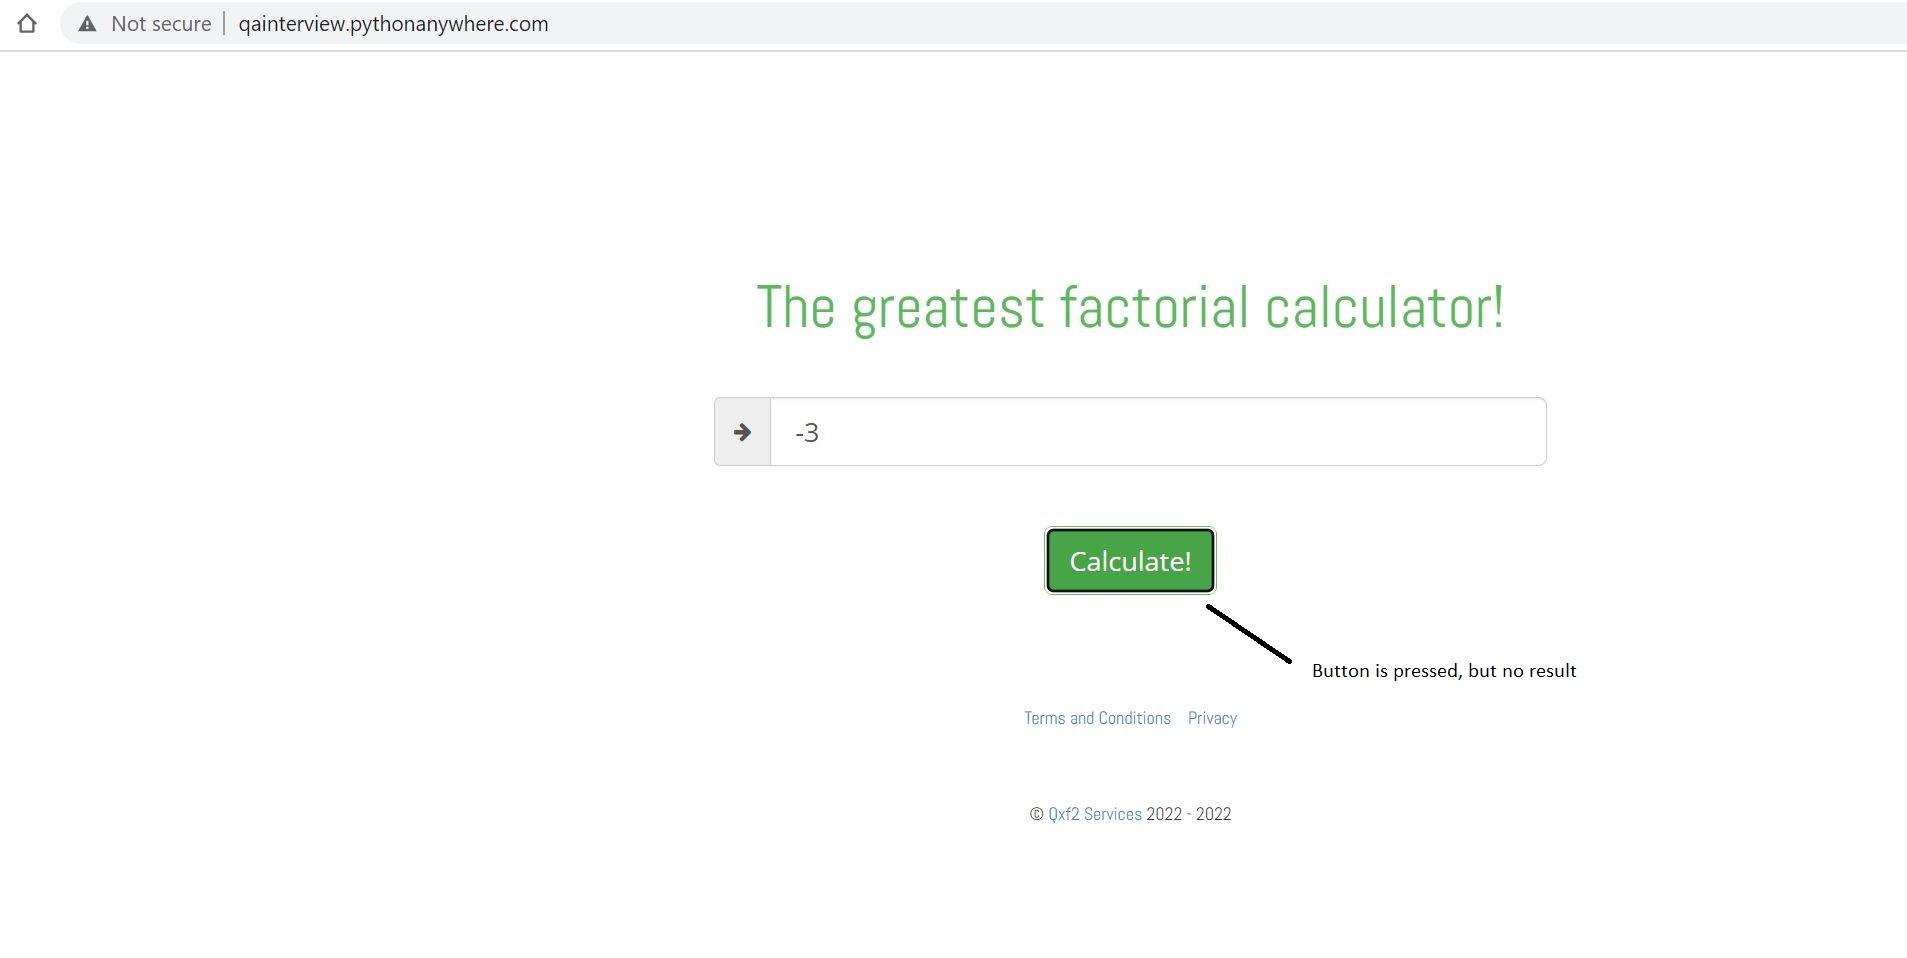 Not secure | qainterview.pythonanywhere.com
The greatest factorial calculator!
-3
Calculate!
Button is pressed, but no result
Terms and Conditions Privacy
© Qxf2 Services 2022 - 2022